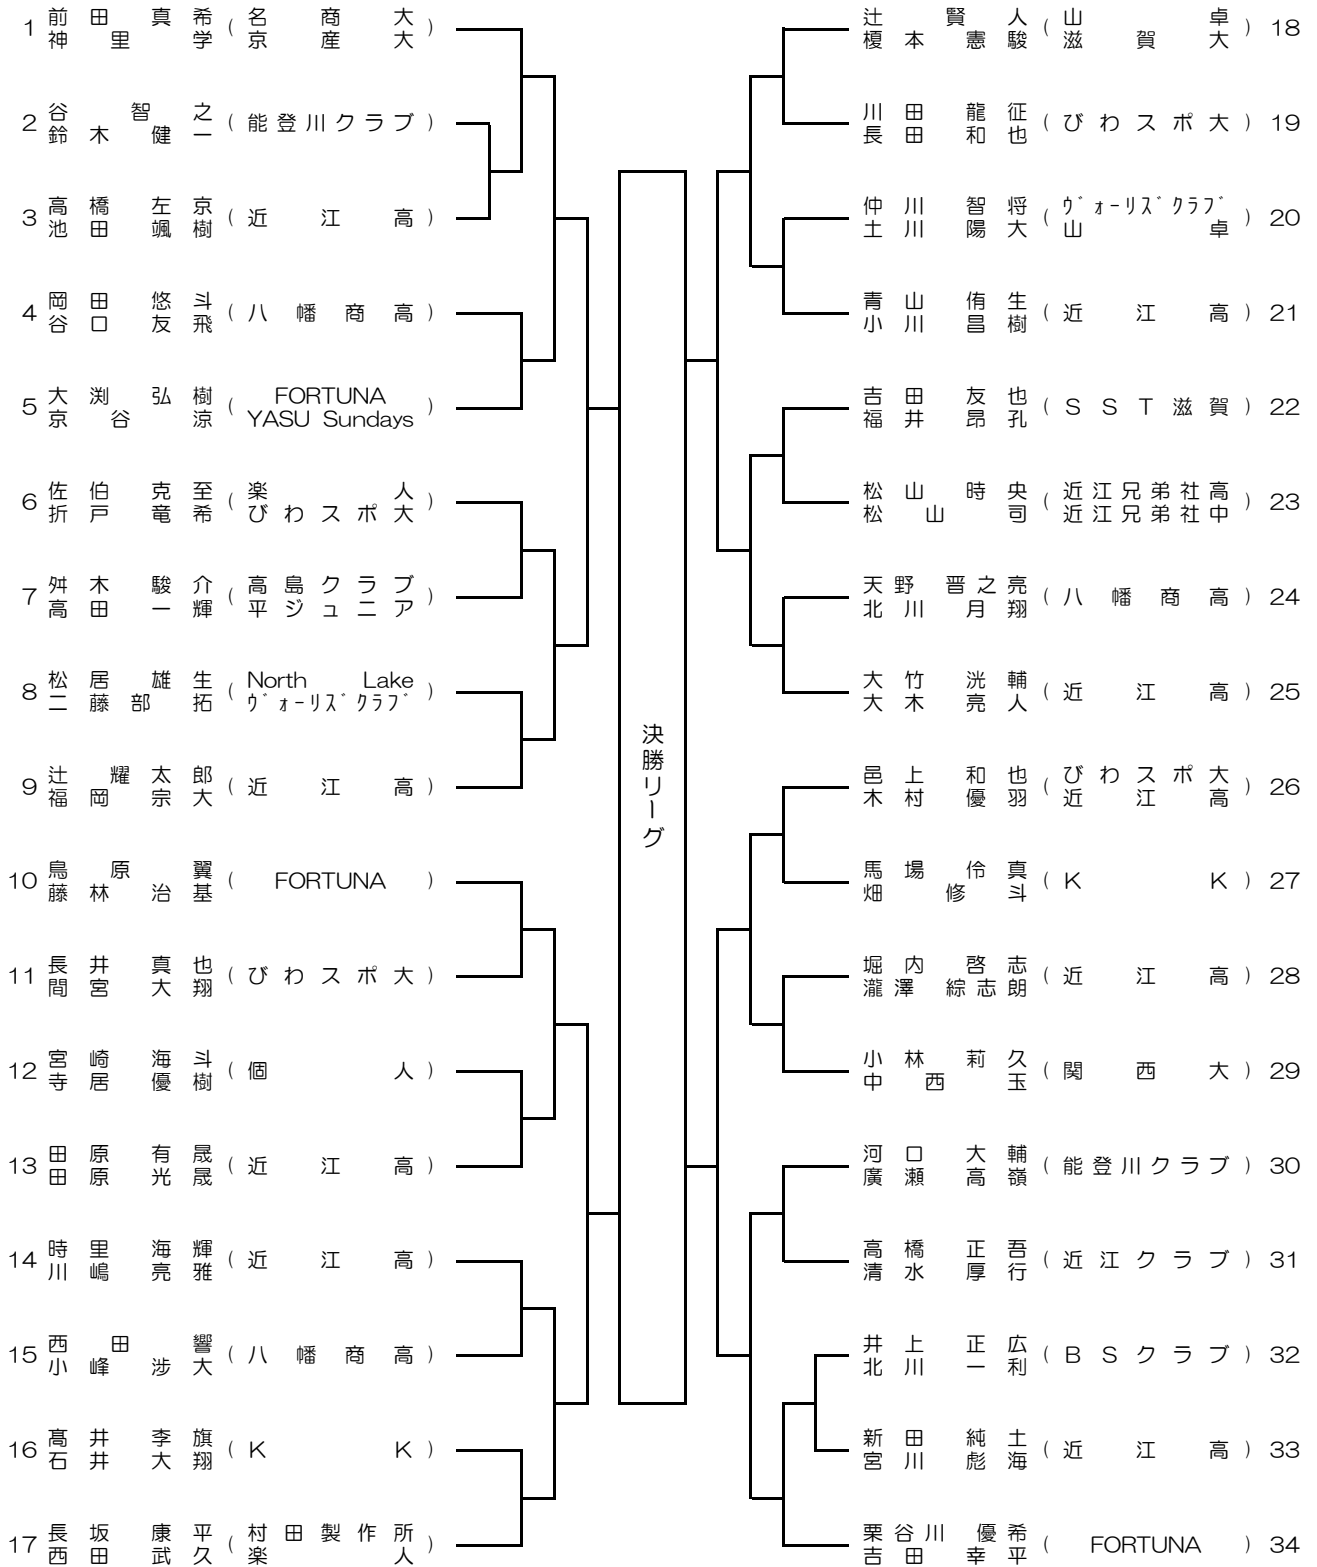 1 前田真希 (名商大)
神里学 (京産大)
2 谷智之 (能登川クラブ)
鈴木健一
3 高橋左京 (近江高)
池田颯樹
4 岡田悠斗 (八幡商高)
谷口友飛
5 大渕弘樹 (FORTUNA)
京谷涼 (YASU Sundays)
6 佐伯克至 (楽人)
折戸竜希 (びわスポ大)
7 舛木駿介 (高島クラブ)
高田一輝 (平ジュニア)
8 松居雄生 (North Lake)
二藤部拓 (ヴォーリズクラブ)
9 辻耀太郎 (近江高)
福岡宗大
10 鳥原翼 (FORTUNA)
藤林治基
11 長井真也 (びわスポ大)
間宮大翔
12 宮崎海斗 (個人)
寺居優樹
13 田原有晟 (近江高)
田原光晟
14 時里海輝 (近江高)
川嶋亮雅
15 西田響 (八幡商高)
小峰渉大
16 髙井李旗 (KK)
石井大翔
17 長坂康平 (村田製作所)
西田武久 (楽人)
決勝リーグ
辻賢人 (山卓) 18
榎本憲駿 (滋賀大)
川田龍征 (びわスポ大) 19
長田和也
仲川智将 (ヴォーリズクラブ) 20
土川陽大 (山卓)
青山侑生 (近江高) 21
小川昌樹
吉田友也 (SST滋賀) 22
福井昂孔
松山時央 (近江兄弟社高) 23
松山司 (近江兄弟社中)
天野晋之亮 (八幡商高) 24
北川月翔
大竹洸輔 (近江高) 25
大木亮人
邑上和也 (びわスポ大) 26
木村優羽 (近江高)
馬場伶真 (KK) 27
畑修斗
堀内啓志 (近江高) 28
瀧澤綜志朗
小林莉久 (関西大) 29
中西玉
河口大輔 (能登川クラブ) 30
廣瀬高嶺
高橋正吾 (近江クラブ) 31
清水厚行
井上正広 (BSクラブ) 32
北川一利
新田純土 (近江高) 33
宮川彪海
栗谷川優希 (FORTUNA) 34
吉田幸平